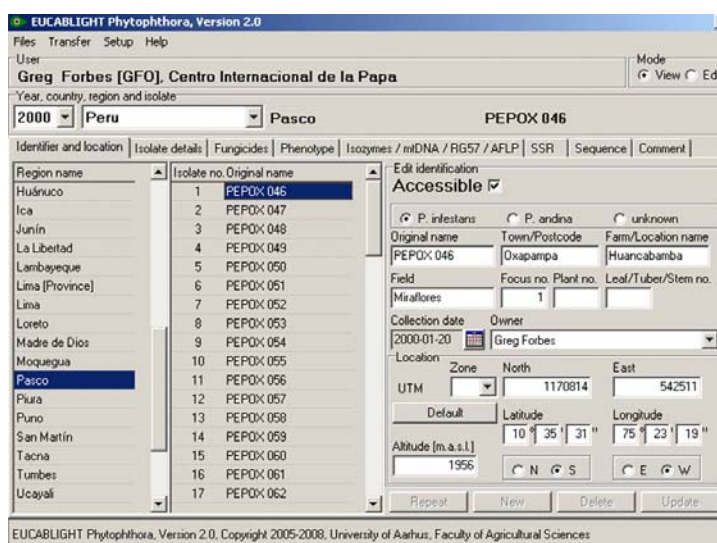 EUCABLIGHT Phytophthora, Version 2.0
Files Transfer Setup Help
User
Greg Forbes [GFO], Centro Internacional de la Papa
Mode
View Ed
Year, country, region and isolate
2000 Peru Pasco PEPOX 046
Identifier and location Isolate details Fungicides Phenotype Isozymes / mtDNA / RG57 / AFLP SSR Sequence Comment
Region name
Huánuco
Ica
Junín
La Libertad
Lambayeque
Lima [Province]
Lima
Loreto
Madre de Dios
Moquegua
Pasco
Piura
Puno
San Martín
Tacna
Tumbes
Ucayali
Isolate no. Original name
1 PEPOX 046
2 PEPOX 047
3 PEPOX 048
4 PEPOX 049
5 PEPOX 050
6 PEPOX 051
7 PEPOX 052
8 PEPOX 053
9 PEPOX 054
10 PEPOX 055
11 PEPOX 056
12 PEPOX 057
13 PEPOX 058
14 PEPOX 059
15 PEPOX 060
16 PEPOX 061
17 PEPOX 062
Edit identification
Accessible
P. infestans P. andina unknown
Original name Town/Postcode Farm/Location name
PEPOX 046 Oxapampa Huancabamba
Field Focus no. Plant no. Leaf/Tuber/Stem no.
Miraflores 1
Collection date Owner
2000-01-20 Greg Forbes
Location
Zone North East
UTM 1170814 542511
Default Latitude Longitude
10 º 35 ' 31 " 75 º 23 ' 19 "
Altitude [m.a.s.l.]
1956 N S E W
Repeat New Delete Update
EUCABLIGHT Phytophthora, Version 2.0, Copyright 2005-2008, University of Aarhus, Faculty of Agricultural Sciences